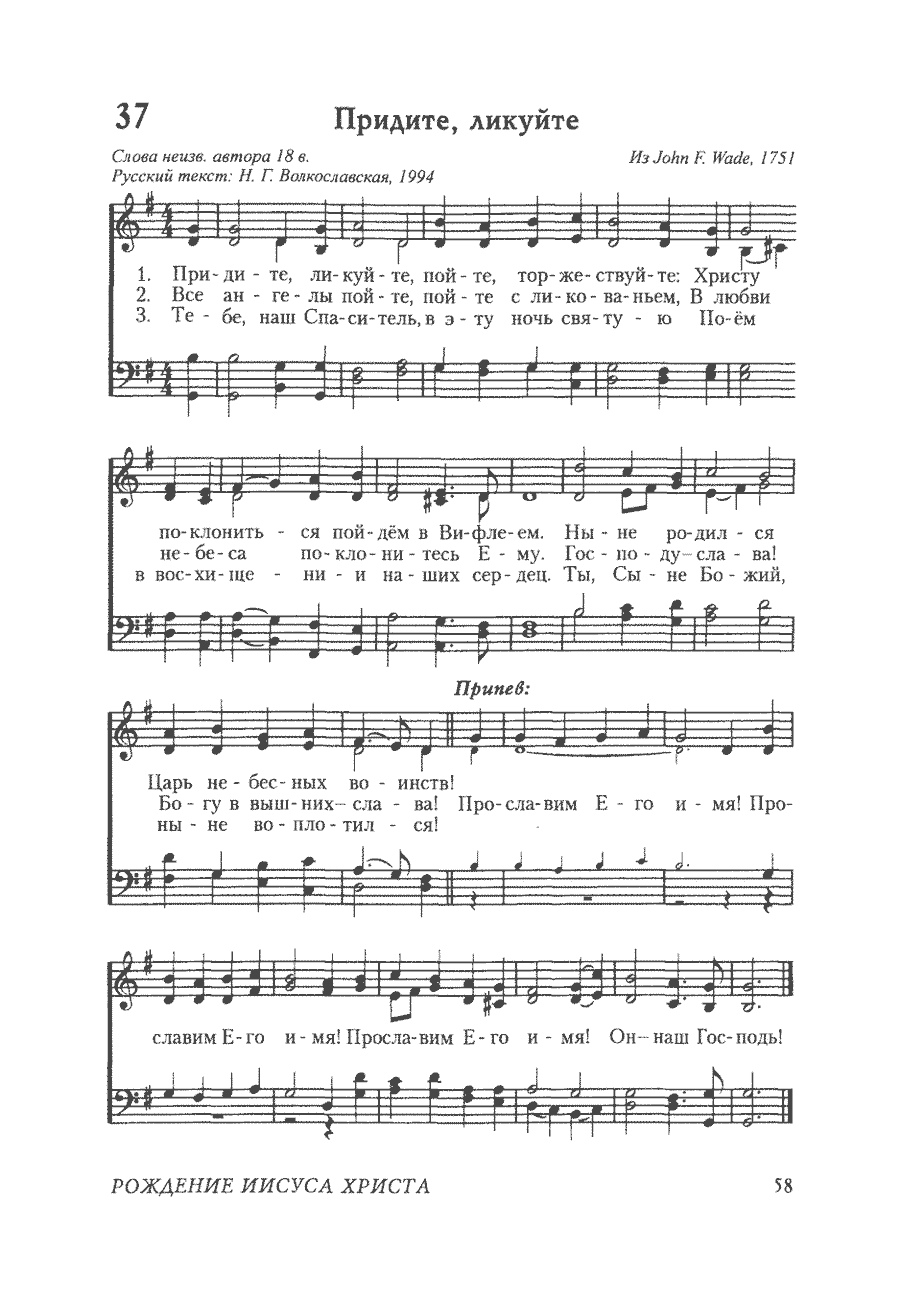 37 Придите, ликуйте
Слова неизв. автора 18 в. Из John F. Wade, 1751
Русский текст: Н. Г. Волкославская, 1994
1. При-ди - те, ли-куй-те, пой-те, тор-же-ствуй-те: Христу
2. Все ан - ге-лы пой-те, пой-те с ли-ко-ва-ньем, В любви
3. Те - бе, наш Спа-си-тель, в э - ту ночь свя-ту - ю По-ём
по-клонить - ся пой-дём в Ви-фле-ем. Ны - не ро-дил - ся
не-бе-са по-кло-ни-тесь Е - му. Гос - по - ду–сла - ва!
в вос-хи-ще - ни - и на-ших сер-дец. Ты, Сы - не Бо-жий,
Припев:
Царь не-бес-ных во - инств!
Бо - гу в выш-них– сла - ва! Про-сла-вим Е - го и - мя! Про-
ны - не во - пло-тил - ся!
славим Е-го и-мя! Просла-вим Е-го и - мя! Он–наш Гос-подь!
РОЖДЕНИЕ ИИСУСА ХРИСТА 58